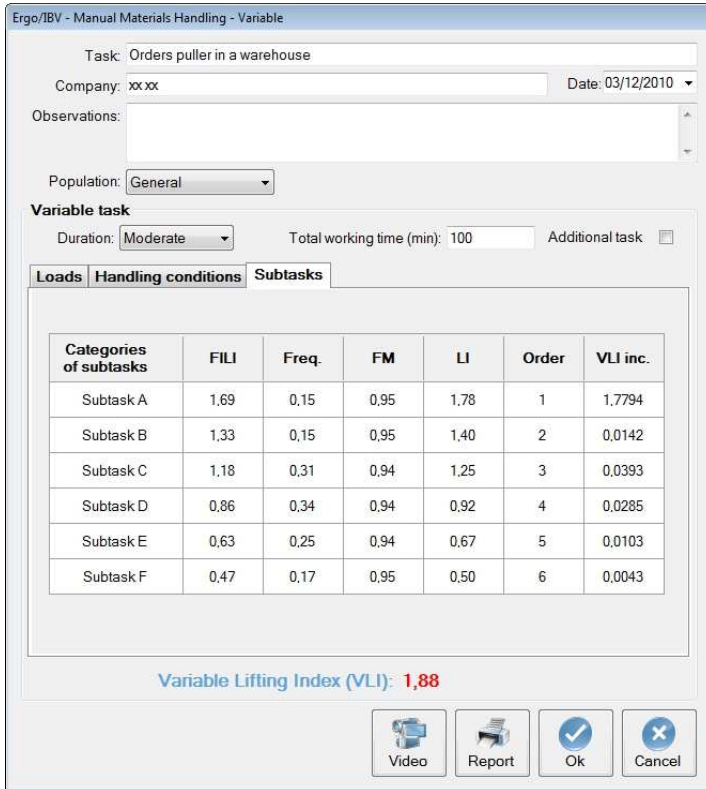 Ergo/IBV - Manual Materials Handling - Variable
Task: Orders puller in a warehouse
Company: xx xx Date: 03/12/2010
Observations:
Population: General
Variable task
Duration: Moderate Total working time (min): 100 Additional task
Loads Handling conditions Subtasks
Categories of subtasks FILI Freq. FM LI Order VLI inc.
Subtask A 1,69 0,15 0,95 1,78 1 1,7794
Subtask B 1,33 0,15 0,95 1,40 2 0,0142
Subtask C 1,18 0,31 0,94 1,25 3 0,0393
Subtask D 0,86 0,34 0,94 0,92 4 0,0285
Subtask E 0,63 0,25 0,94 0,67 5 0,0103
Subtask F 0,47 0,17 0,95 0,50 6 0,0043
Variable Lifting Index (VLI): 1,88
Video Report Ok Cancel